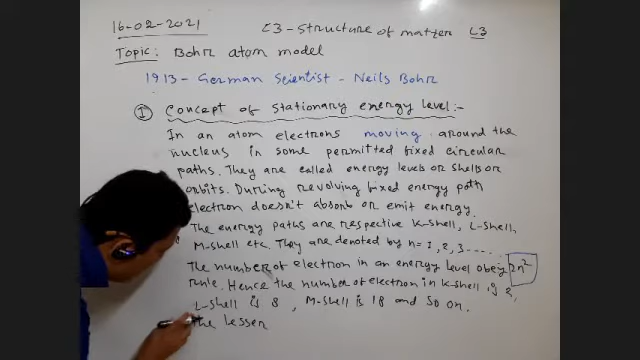 16-02-2021
C3-Structure of matter L3
Topic: Bohr atom model
1913 - German Scientist - Neils Bohr
I Concept of stationary energy level:-
In an atom electrons moving around the
nucleus in some permitted fixed circular
paths. They are called energy levels or shells or
orbits. During revolving fixed energy path
electron doesn't absorb or emit energy.
The energy paths are respective K-shell, L-shell,
M-shell etc. They are denoted by n=1,2,3.....
The number of electron in an energy level obeing 2n²
rule. Hence the number of electron in K-shell is 2,
L-shell is 8, M-shell is 18 and so on.
The lesser